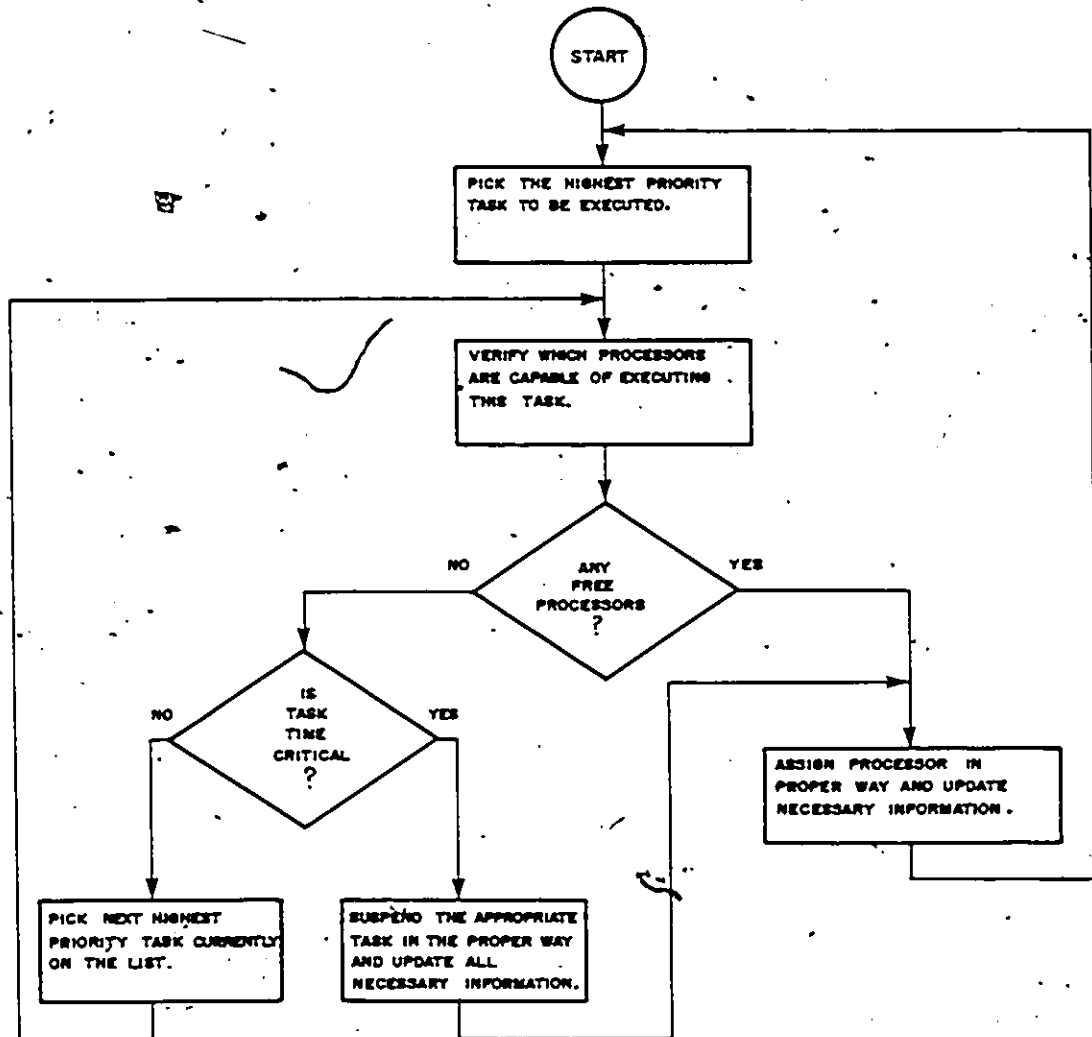 START
PICK THE HIGHEST PRIORITY
TASK TO BE EXECUTED.
VERIFY WHICH PROCESSORS
ARE CAPABLE OF EXECUTING
THIS TASK.
NO
ANY
FREE
PROCESSORS
?
YES
NO
IS
TASK
TIME
CRITICAL
?
YES
ASSIGN PROCESSOR IN
PROPER WAY AND UPDATE
NECESSARY INFORMATION.
PICK NEXT HIGHEST
PRIORITY TASK CURRENTLY
ON THE LIST.
SUSPEND THE APPROPRIATE
TASK IN THE PROPER WAY
AND UPDATE ALL
NECESSARY INFORMATION.